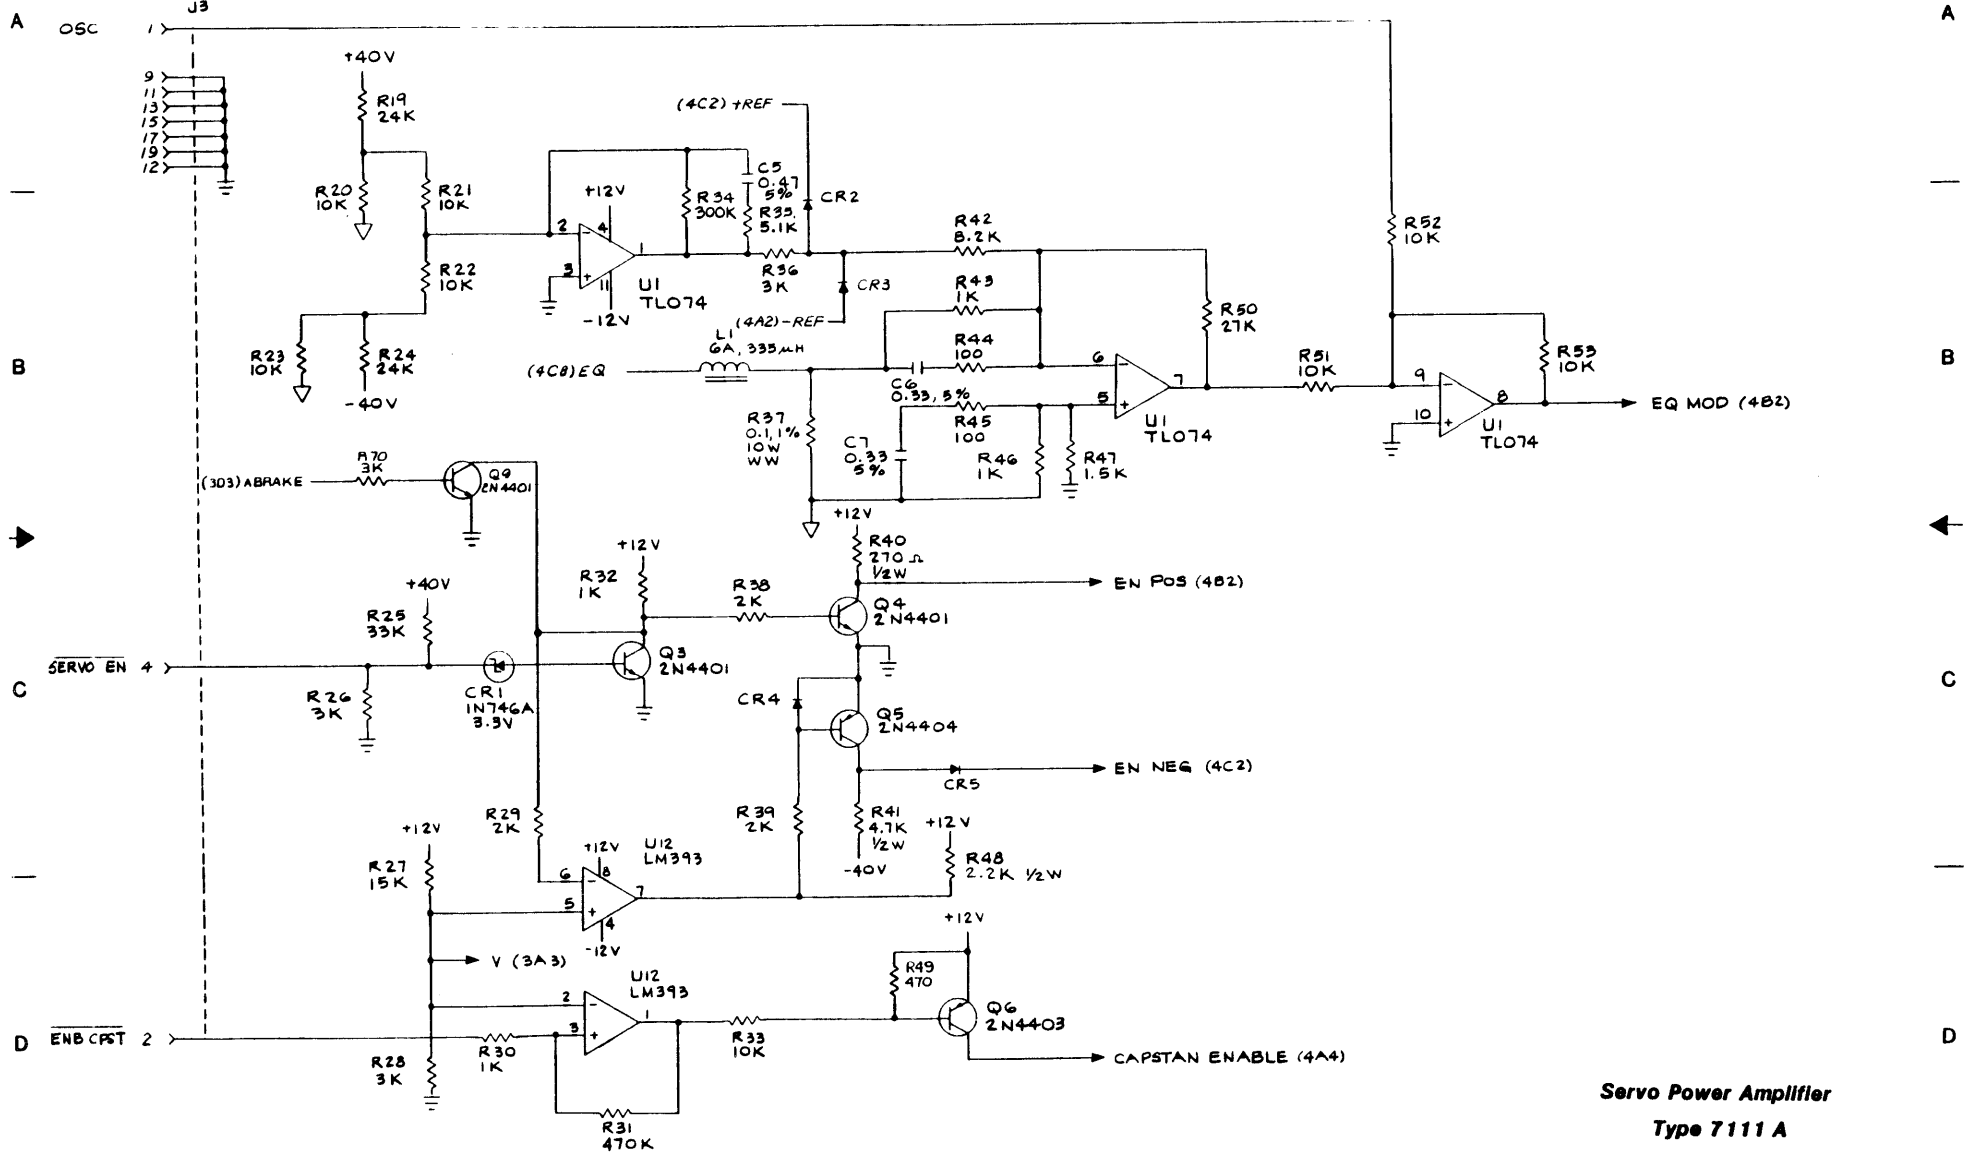 A
J3
A
OSC 1
9
11
13
15
17
19
12
+40V
R19
24K
R20
10K
R21
10K
R22
10K
R23
10K
R24
24K
-40V
+12V
2
4
3
11
1
-12V
U1
TL074
R34
300K
C5
0.47
5%
R35
5.1K
R36
3K
(4C2)+REF
CR2
CR3
(4A2)-REF
R42
8.2K
R43
1K
R44
100
C6
0.33, 5%
R45
100
L1
6A, 335µH
(4C8)EQ
R37
0.1, 1%
10W
WW
C7
0.33
5%
R46
1K
R47
1.5K
6
5
7
U1
TL074
R50
27K
R51
10K
R52
10K
R53
10K
9
10
8
U1
TL074
EQ MOD (4B2)
B
B
(3D3)ABRAKE
R70
3K
Q9
2N4401
+12V
R32
1K
+40V
R25
33K
SERVO EN 4
R26
3K
CR1
1N746A
3.3V
Q3
2N4401
R38
2K
+12V
R40
270 Ω
1/2W
Q4
2N4401
EN POS (4B2)
C
C
CR4
Q5
2N4404
CR5
EN NEG (4C2)
R39
2K
R41
4.7K
1/2W
-40V
+12V
R48
2.2K 1/2W
R29
2K
+12V
R27
15K
+12V
U12
LM393
6
8
5
4
7
-12V
V (3A3)
U12
LM393
2
3
1
D
ENB CPST 2
R30
1K
R28
3K
R31
470K
R33
10K
+12V
R49
470
Q6
2N4403
CAPSTAN ENABLE (4A4)
D
Servo Power Amplifier
Type 7111 A